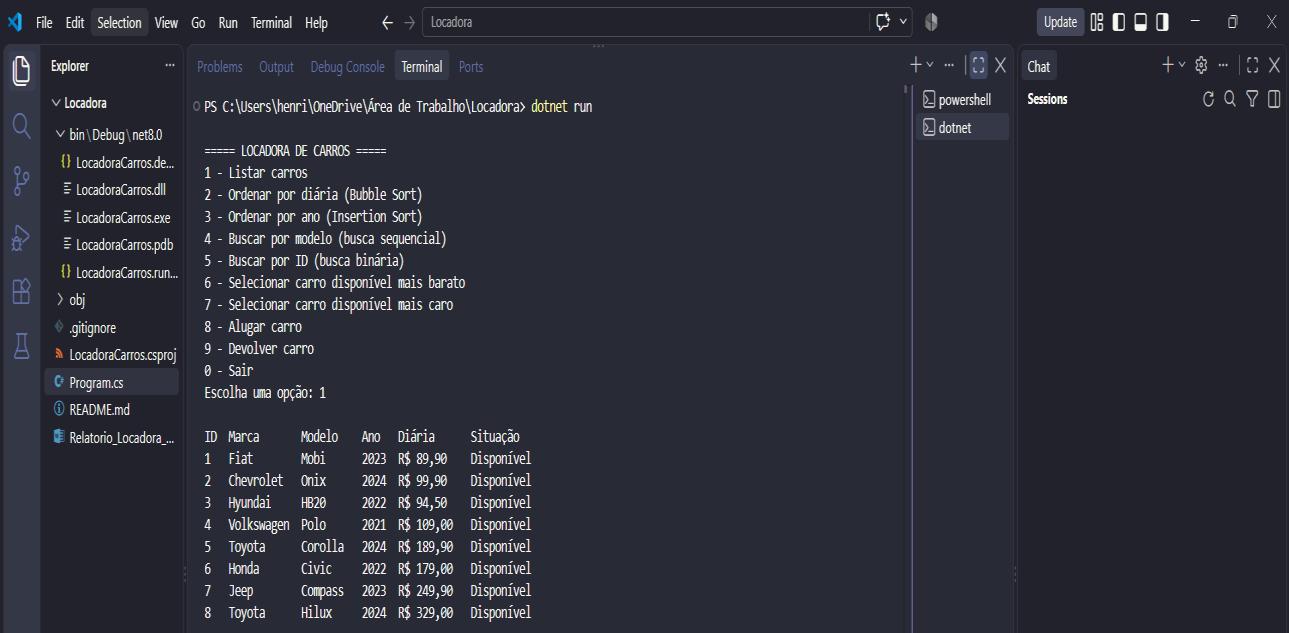 File Edit Selection View Go Run Terminal Help
Locadora
Update
Explorer
Locadora
bin\Debug\net8.0
LocadoraCarros.de...
LocadoraCarros.dll
LocadoraCarros.exe
LocadoraCarros.pdb
LocadoraCarros.run...
obj
.gitignore
LocadoraCarros.csproj
Program.cs
README.md
Relatorio_Locadora_...
Problems Output Debug Console Terminal Ports
PS C:\Users\henri\OneDrive\Área de Trabalho\Locadora> dotnet run
===== LOCADORA DE CARROS =====
1 - Listar carros
2 - Ordenar por diária (Bubble Sort)
3 - Ordenar por ano (Insertion Sort)
4 - Buscar por modelo (busca sequencial)
5 - Buscar por ID (busca binária)
6 - Selecionar carro disponível mais barato
7 - Selecionar carro disponível mais caro
8 - Alugar carro
9 - Devolver carro
0 - Sair
Escolha uma opção: 1
ID Marca Modelo Ano Diária Situação
1 Fiat Mobi 2023 R$ 89,90 Disponível
2 Chevrolet Onix 2024 R$ 99,90 Disponível
3 Hyundai HB20 2022 R$ 94,50 Disponível
4 Volkswagen Polo 2021 R$ 109,00 Disponível
5 Toyota Corolla 2024 R$ 189,90 Disponível
6 Honda Civic 2022 R$ 179,00 Disponível
7 Jeep Compass 2023 R$ 249,90 Disponível
8 Toyota Hilux 2024 R$ 329,00 Disponível
powershell
dotnet
Chat
Sessions